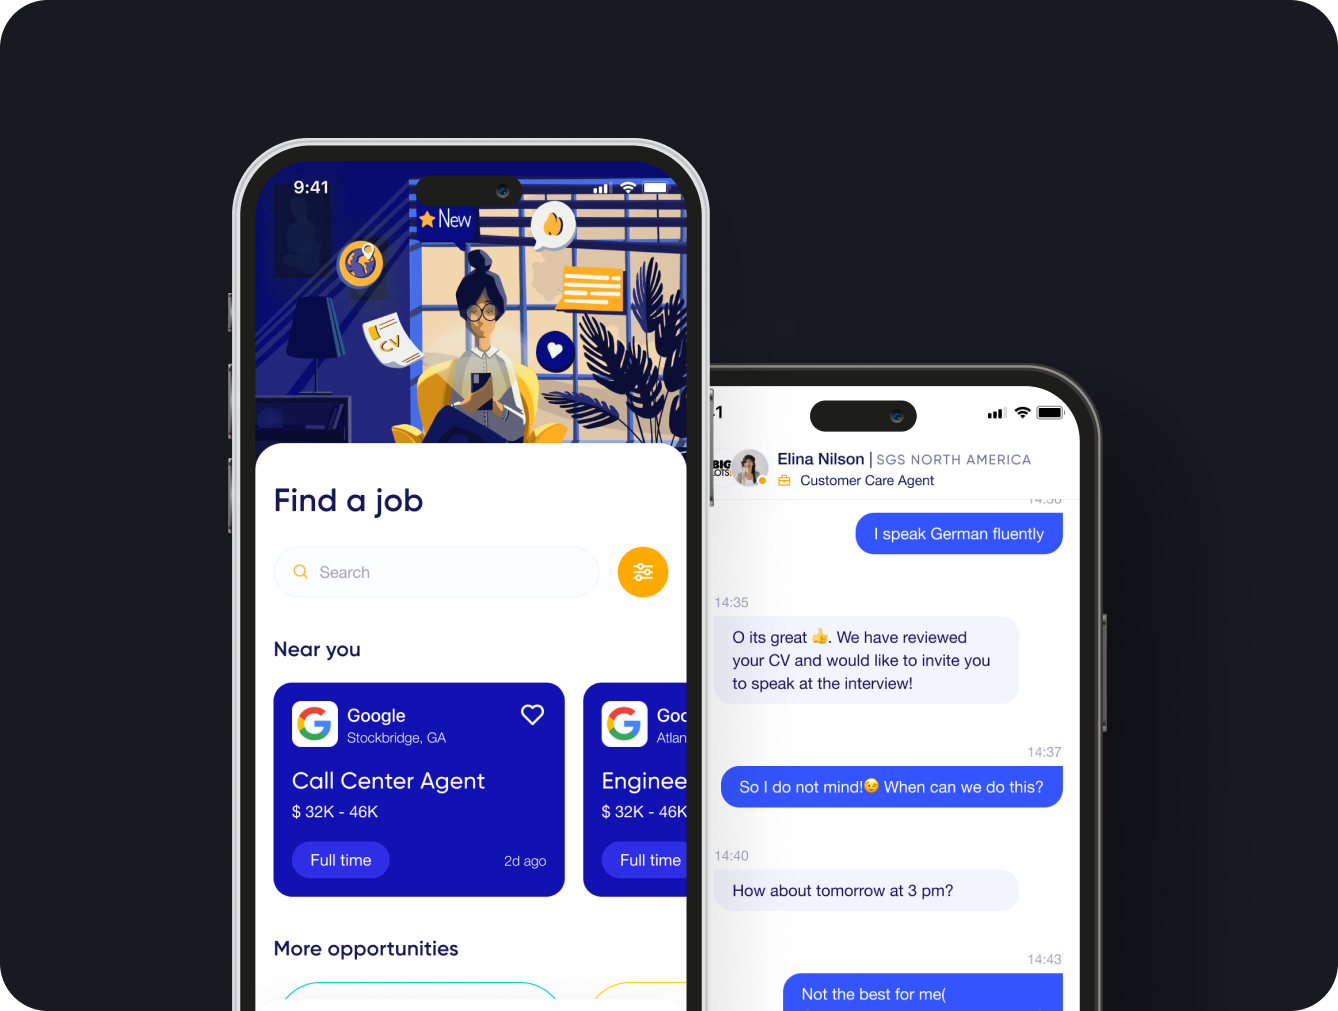 9:41
New
CV
Find a job
Search
Near you
Google
Stockbridge, GA
Call Center Agent
$ 32K - 46K
Full time
2d ago
Goo
Atlan
Enginee
$ 32K - 46K
Full time
More opportunities
BIG
Elina Nilson | SGS NORTH AMERICA
Customer Care Agent
I speak German fluently
14:35
O its great 👍. We have reviewed
your CV and would like to invite you
to speak at the interview!
14:37
So I do not mind!😉 When can we do this?
14:40
How about tomorrow at 3 pm?
14:43
Not the best for me(